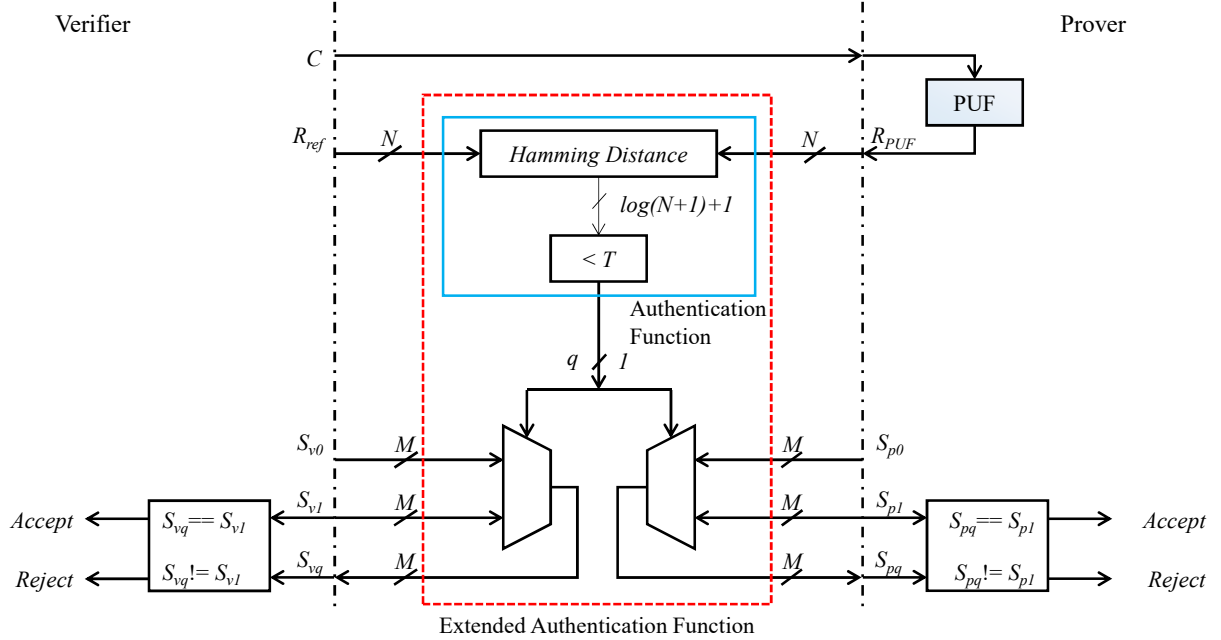 Verifier
Prover
C
PUF
R_ref
N
Hamming Distance
N
R_PUF
log(N+1)+1
< T
Authentication
Function
q
1
S_v0
M
M
S_p0
S_v1
M
M
S_p1
Accept
S_vq== S_v1
S_pq== S_p1
Accept
Reject
S_vq!= S_v1
S_vq
M
M
S_pq
S_pq!= S_p1
Reject
Extended Authentication Function